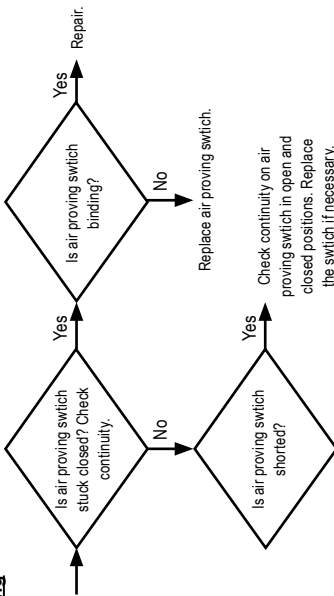 Is air proving swtich
stuck closed? Check
continuity.
Yes
No
Is air proving swtich
binding?
Yes
Repair.
No
Replace air proving swtich.
Is air proving swtich
shorted?
Yes
Check continuity on air
proving swtich in open and
closed positions. Replace
the swtich if necessary.